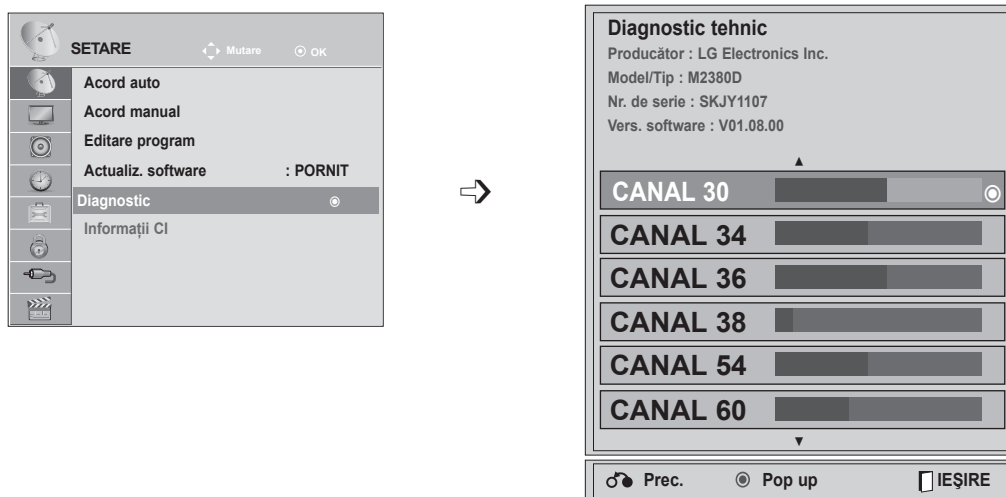 SETARE
Mutare
OK
Acord auto
Acord manual
Editare program
Actualiz. software : PORNIT
Diagnostic
Informații CI
Diagnostic tehnic
Producător : LG Electronics Inc.
Model/Tip : M2380D
Nr. de serie : SKJY1107
Vers. software : V01.08.00
CANAL 30
CANAL 34
CANAL 36
CANAL 38
CANAL 54
CANAL 60
Prec. Pop up IEŞIRE